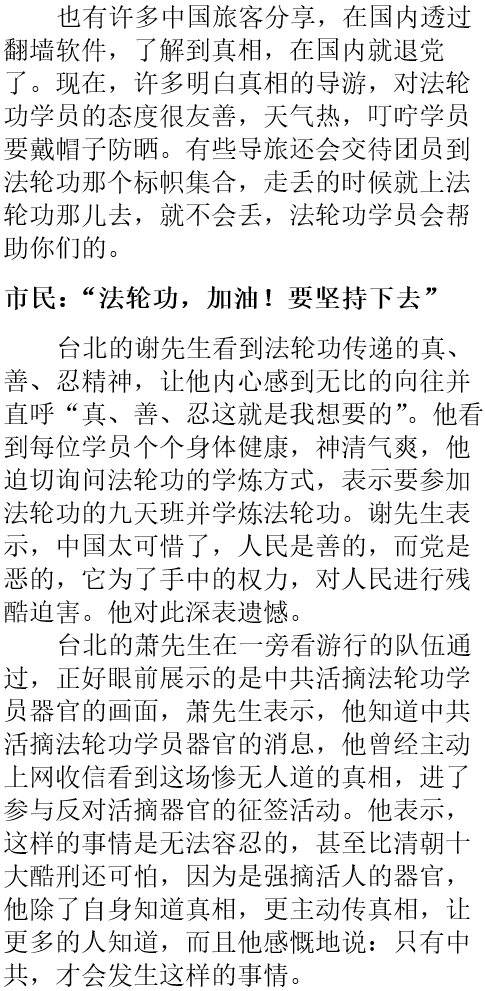 也有许多中国旅客分享，在国内透过
翻墙软件，了解到真相，在国内就退党
了。现在，许多明白真相的导游，对法轮
功学员的态度很友善，天气热，叮咛学员
要戴帽子防晒。有些导旅还会交待团员到
法轮功那个标帜集合，走丢的时候就上法
轮功那儿去，就不会丢，法轮功学员会帮
助你们的。
市民：“法轮功，加油！要坚持下去”
台北的谢先生看到法轮功传递的真、
善、忍精神，让他内心感到无比的向往并
直呼“真、善、忍这就是我想要的”。他看
到每位学员个个身体健康，神清气爽，他
迫切询问法轮功的学炼方式，表示要参加
法轮功的九天班并学炼法轮功。谢先生表
示，中国太可惜了，人民是善的，而党是
恶的，它为了手中的权力，对人民进行残
酷迫害。他对此深表遗憾。
台北的萧先生在一旁看游行的队伍通
过，正好眼前展示的是中共活摘法轮功学
员器官的画面，萧先生表示，他知道中共
活摘法轮功学员器官的消息，他曾经主动
上网收信看到这场惨无人道的真相，进了
参与反对活摘器官的征签活动。他表示，
这样的事情是无法容忍的，甚至比清朝十
大酷刑还可怕，因为是强摘活人的器官，
他除了自身知道真相，更主动传真相，让
更多的人知道，而且他感慨地说：只有中
共，才会发生这样的事情。